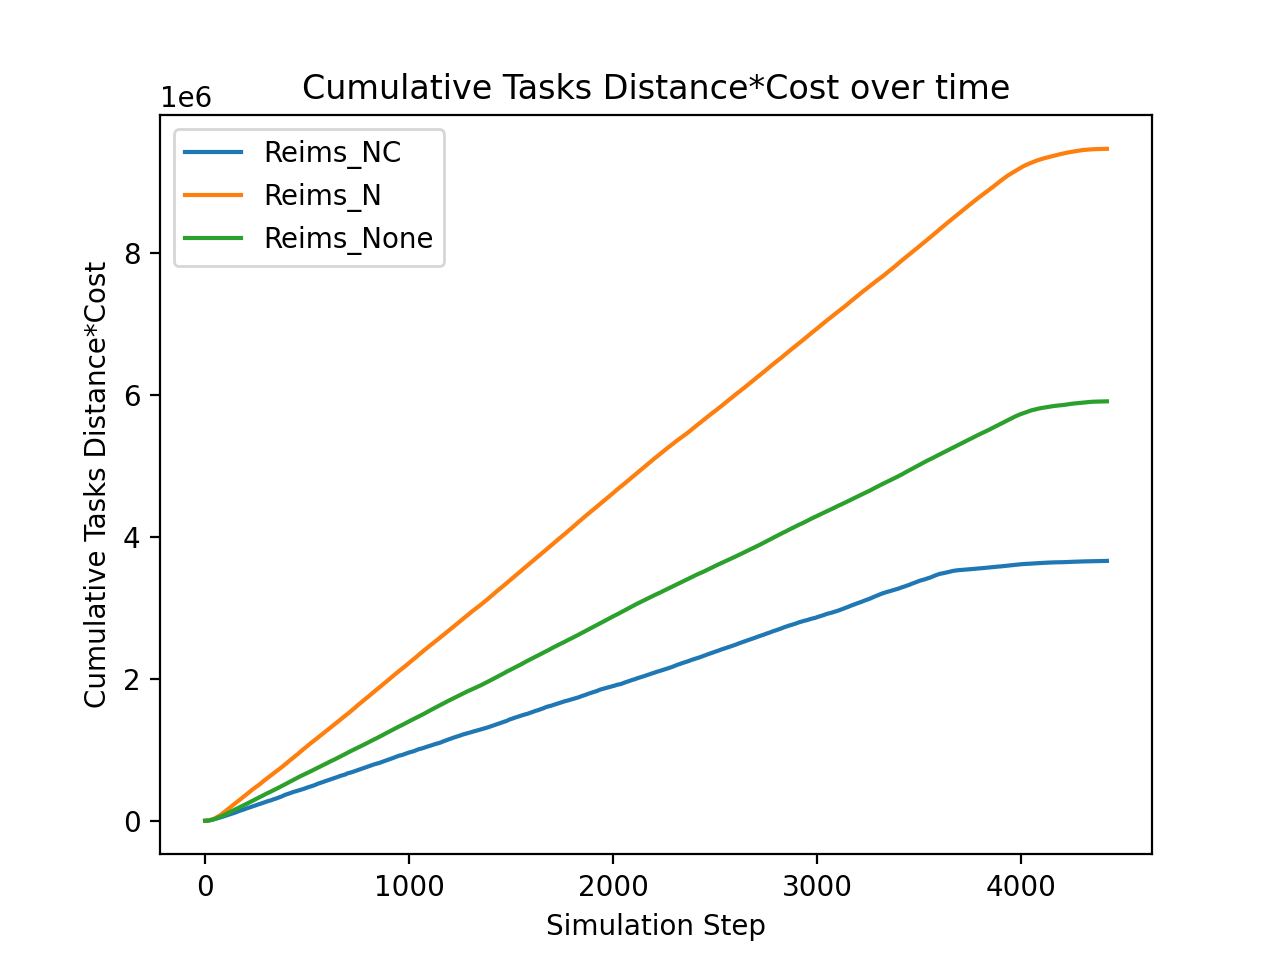 Cumulative Tasks Distance*Cost over time
1e6
Reims_NC
Reims_N
Reims_None
Cumulative Tasks Distance*Cost
8
6
4
2
0
0 1000 2000 3000 4000
Simulation Step